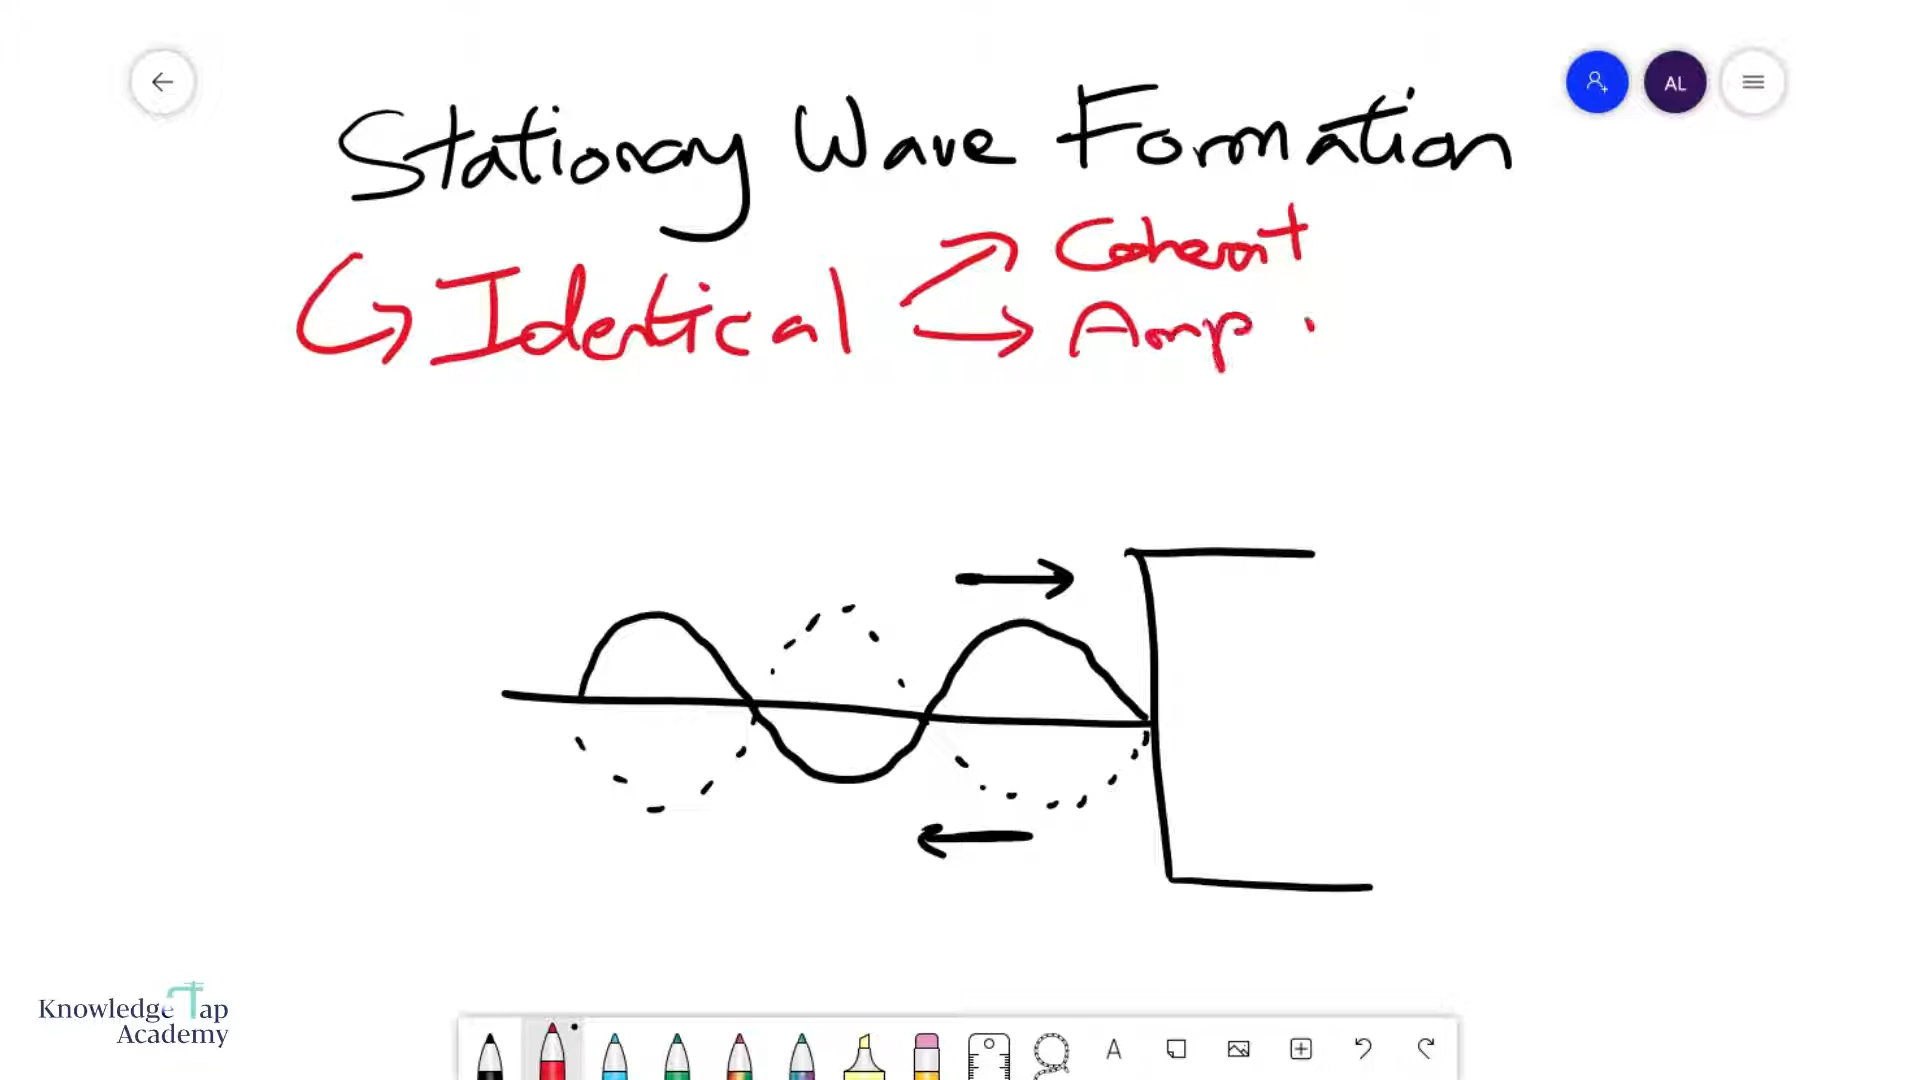 AL
Stationary Wave Formation
Coherent
Identical
Amp.
Knowledge Tap
Academy
A